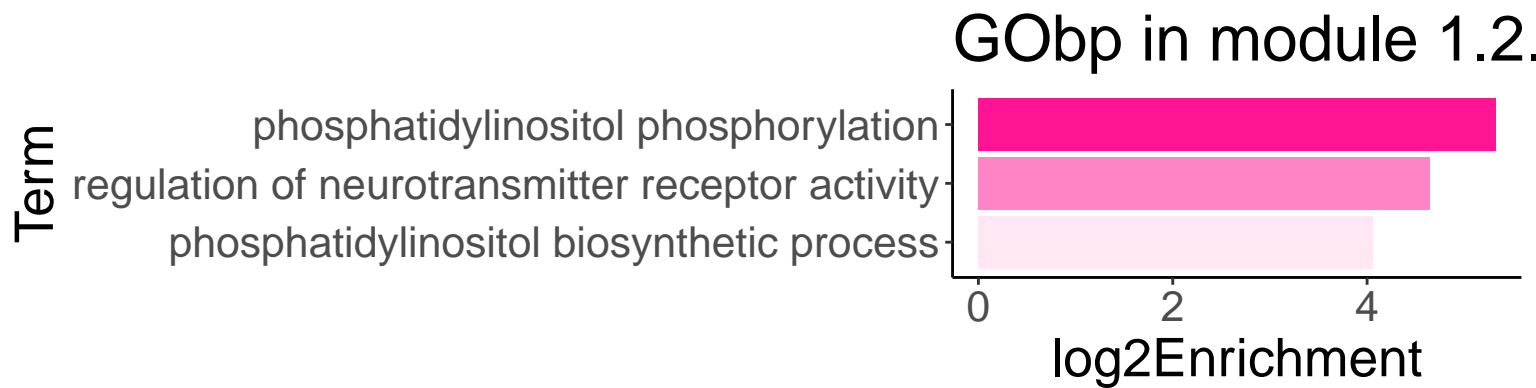 GObp in module 1.2.
Term
phosphatidylinositol phosphorylation
regulation of neurotransmitter receptor activity
phosphatidylinositol biosynthetic process
0 2 4
log2Enrichment